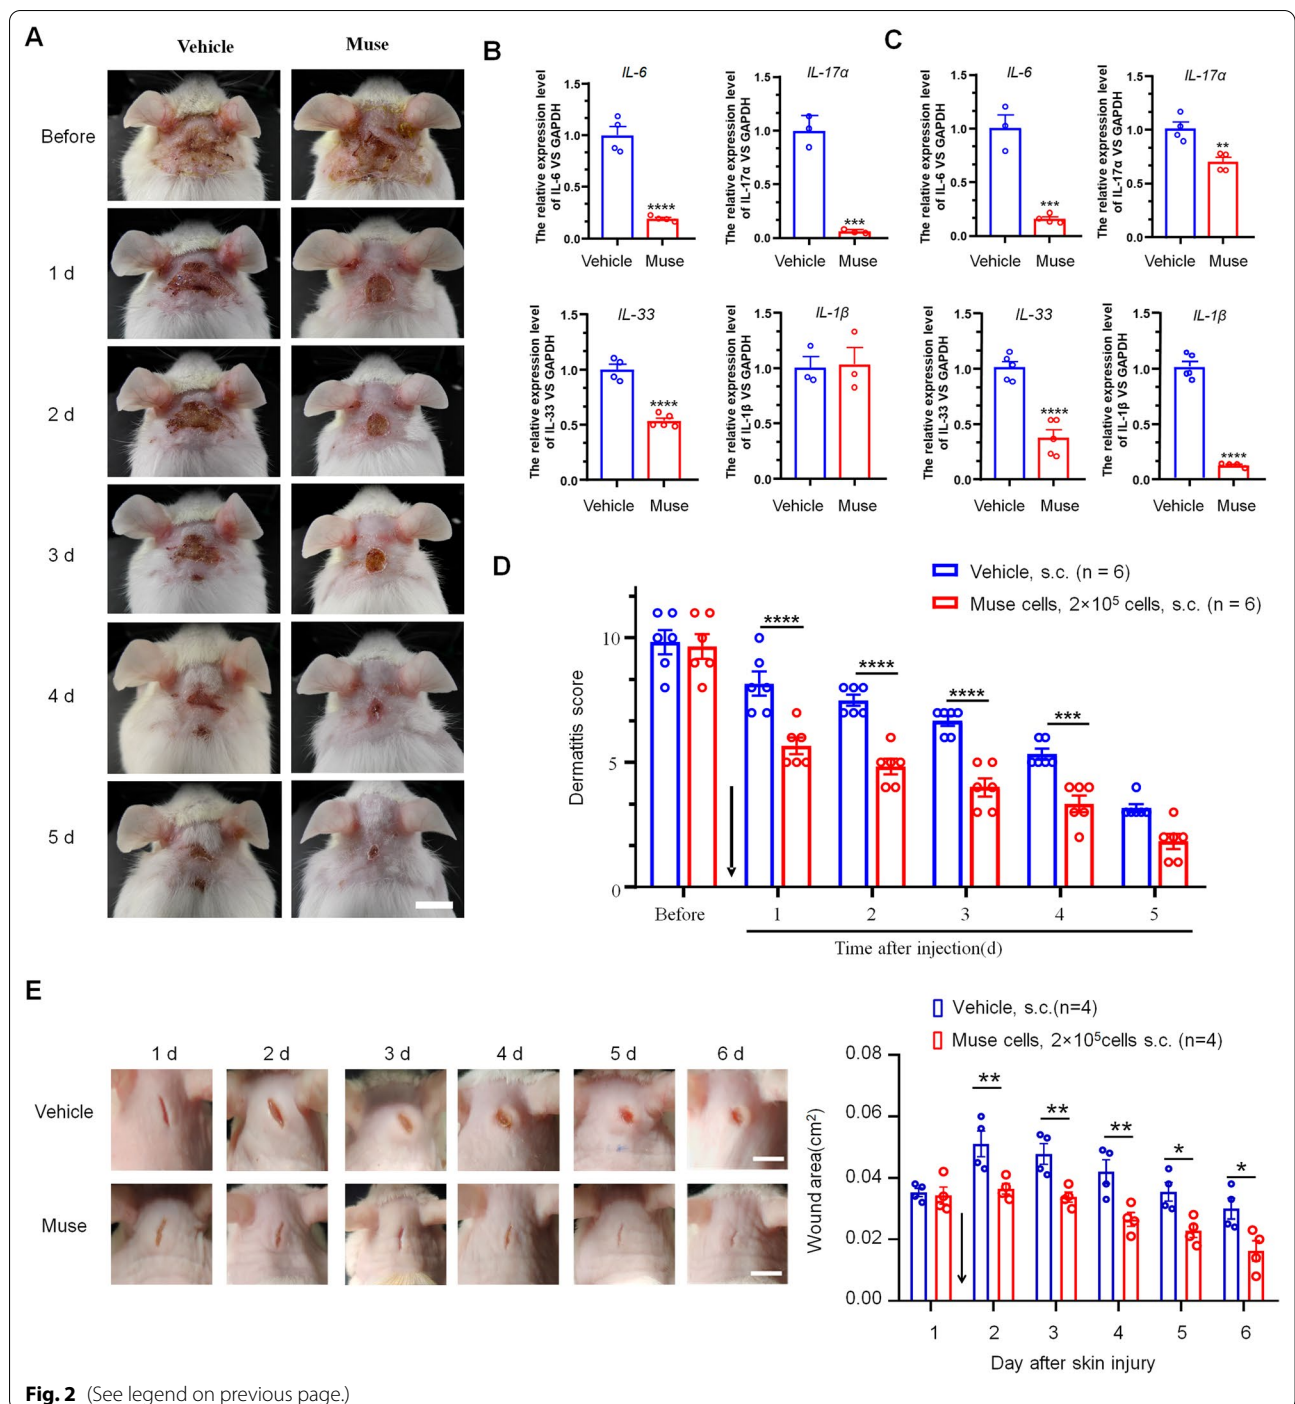 A
Vehicle
Muse
Before
1 d
2 d
3 d
4 d
5 d
B
IL-6
The relative expression level
of IL-6 VS GAPDH
1.5
1.0
0.5
0.0
****
Vehicle
Muse
IL-17α
The relative expression level
of IL-17α VS GAPDH
1.5
1.0
0.5
0.0
***
Vehicle
Muse
IL-33
The relative expression level
of IL-33 VS GAPDH
1.5
1.0
0.5
0.0
****
Vehicle
Muse
IL-1β
The relative expression level
of IL-1β VS GAPDH
1.5
1.0
0.5
0.0
Vehicle
Muse
C
IL-6
The relative expression level
of IL-6 VS GAPDH
1.5
1.0
0.5
0.0
***
Vehicle
Muse
IL-17α
The relative expression level
of IL-17α VS GAPDH
1.5
1.0
0.5
0.0
**
Vehicle
Muse
IL-33
The relative expression level
of IL-33 VS GAPDH
1.5
1.0
0.5
0.0
****
Vehicle
Muse
IL-1β
The relative expression level
of IL-1β VS GAPDH
1.5
1.0
0.5
0.0
****
Vehicle
Muse
D
Vehicle, s.c. (n = 6)
Muse cells, 2×10⁵ cells, s.c. (n = 6)
Dermatitis score
10
5
0
****
****
****
***
Before
1
2
3
4
5
Time after injection(d)
E
1 d
2 d
3 d
4 d
5 d
6 d
Vehicle
Muse
Vehicle, s.c.(n=4)
Muse cells, 2×10⁵cells s.c. (n=4)
Wound area(cm²)
0.08
0.06
0.04
0.02
0.00
**
**
**
*
*
1
2
3
4
5
6
Day after skin injury
Fig. 2 (See legend on previous page.)